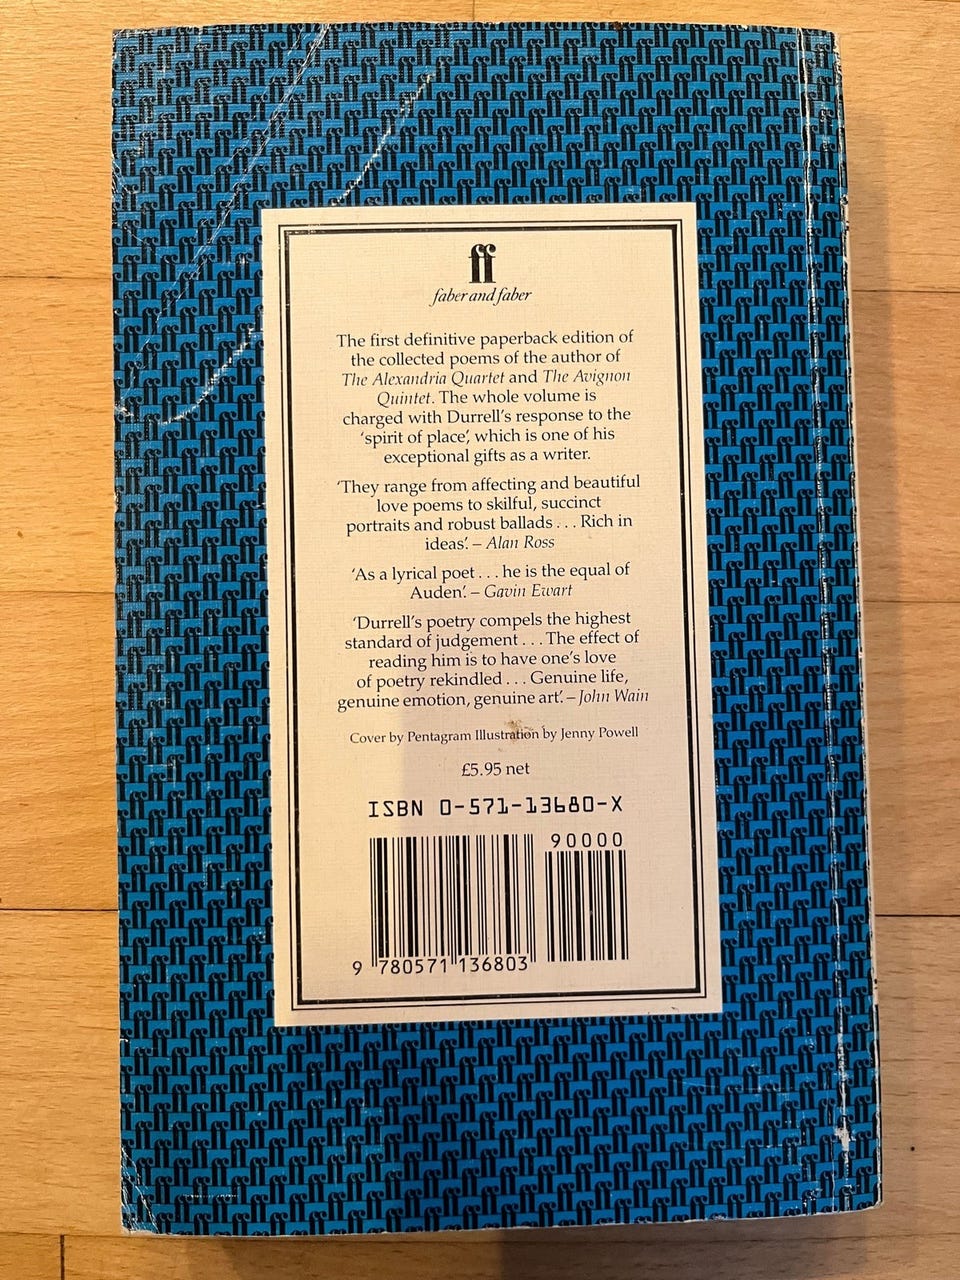 ff
faber and faber
The first definitive paperback edition of
the collected poems of the author of
The Alexandria Quartet and The Avignon
Quintet. The whole volume is
charged with Durrell's response to the
'spirit of place', which is one of his
exceptional gifts as a writer.
'They range from affecting and beautiful
love poems to skilful, succinct
portraits and robust ballads . . . Rich in
ideas'. – Alan Ross
'As a lyrical poet . . . he is the equal of
Auden'. – Gavin Ewart
'Durrell's poetry compels the highest
standard of judgement . . . The effect of
reading him is to have one's love
of poetry rekindled . . . Genuine life,
genuine emotion, genuine art'. – John Wain
Cover by Pentagram Illustration by Jenny Powell
£5.95 net
ISBN 0-571-13680-X
90000
9 780571 136803